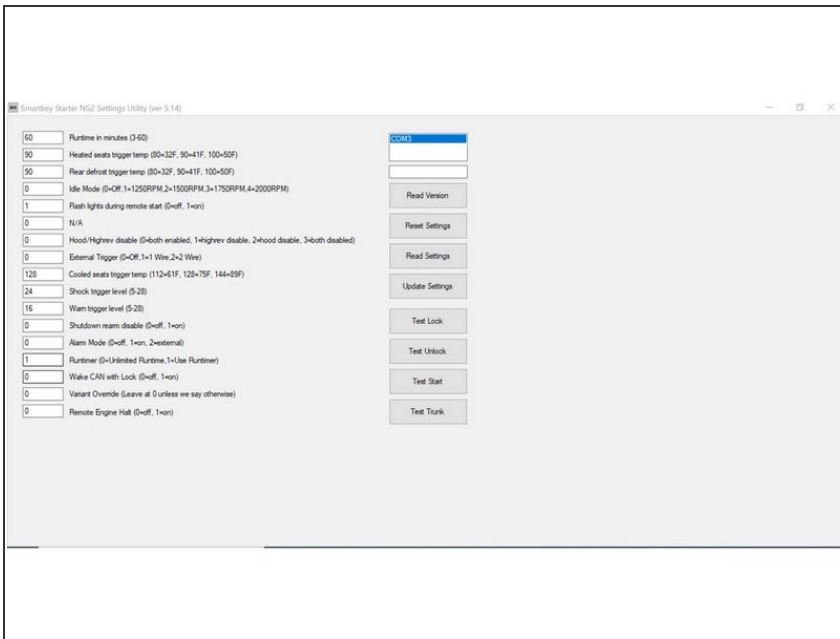 Smartkey Starter NG2 Settings Utility (ver 5.14)
60 Runtime in minutes (3-60)
90 Heated seats trigger temp (80=32F, 90=41F, 100=50F)
90 Rear defrost trigger temp (80=32F, 90=41F, 100=50F)
0 Idle Mode (0=Off,1=1250RPM,2=1500RPM,3=1750RPM,4=2000RPM)
1 Flash lights during remote start (0=off, 1=on)
0 N/A
0 Hood/Highrev disable (0=both enabled, 1=highrev disable, 2=hood disable, 3=both disabled)
0 External Trigger (0=Off,1=1 Wire,2=2 Wire)
128 Cooled seats trigger temp (112=61F, 128=75F, 144=89F)
24 Shock trigger level (5-28)
16 Warn trigger level (5-28)
0 Shutdown rearm disable (0=off, 1=on)
0 Alarm Mode (0=off, 1=on, 2=external)
1 Runtimer (0=Unlimited Runtime,1=Use Runtimer)
0 Wake CAN with Lock (0=off, 1=on)
0 Variant Override (Leave at 0 unless we say otherwise)
0 Remote Engine Halt (0=off, 1=on)
COM3
Read Version
Reset Settings
Read Settings
Update Settings
Test Lock
Test Unlock
Test Start
Test Trunk